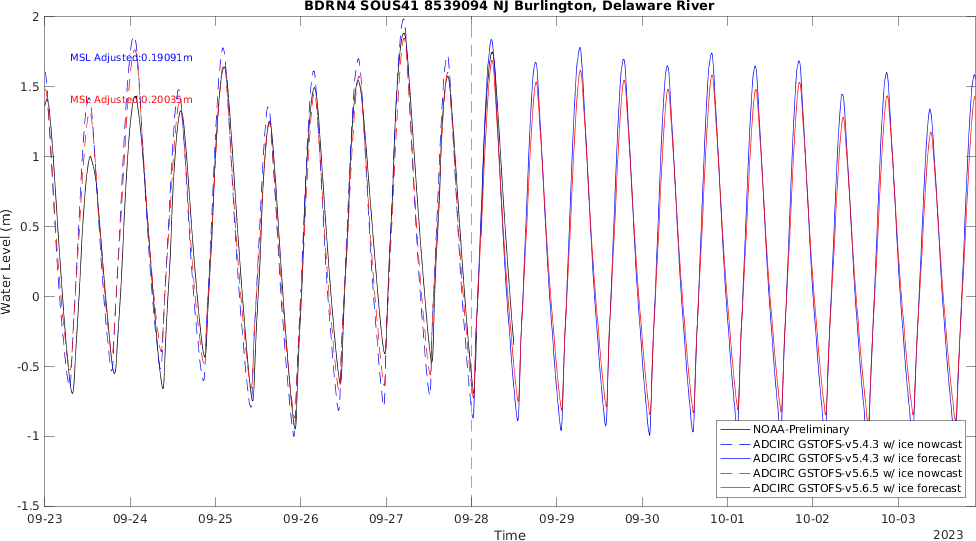 BDRN4 SOUS41 8539094 NJ Burlington, Delaware River
2
MSL Adjusted:0.19091m
1.5
MSL Adjusted:0.20035m
1
0.5
Water Level (m)
0
-0.5
-1
-1.5
NOAA-Preliminary
ADCIRC GSTOFS-v5.4.3 w/ ice nowcast
ADCIRC GSTOFS-v5.4.3 w/ ice forecast
ADCIRC GSTOFS-v5.6.5 w/ ice nowcast
ADCIRC GSTOFS-v5.6.5 w/ ice forecast
09-23 09-24 09-25 09-26 09-27 09-28 09-29 09-30 10-01 10-02 10-03
Time
2023